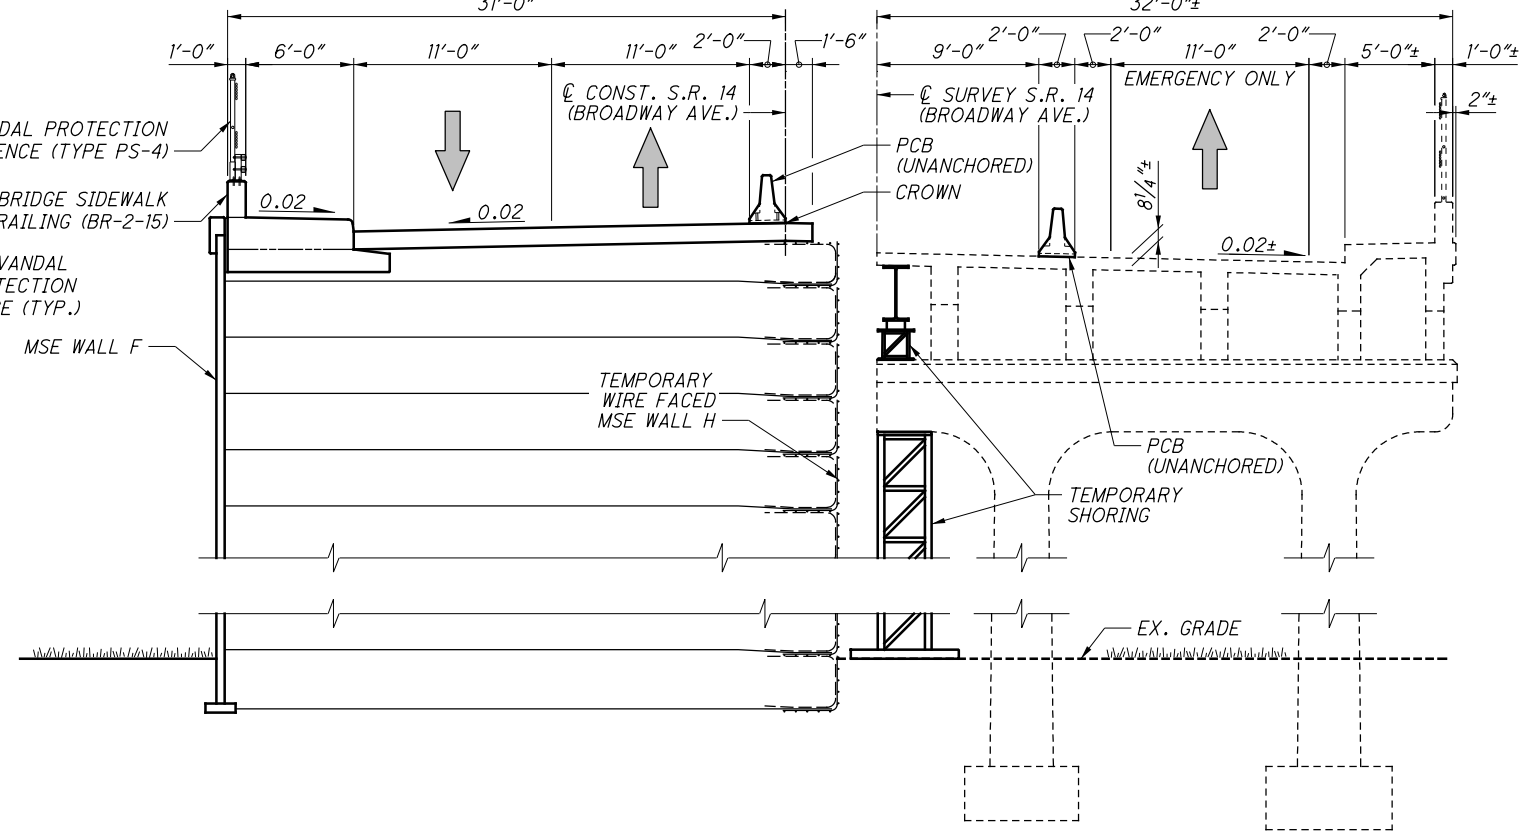 31'-0"
32'-0"±
1'-0"
6'-0"
11'-0"
11'-0"
2'-0"
1'-6"
9'-0"
2'-0"
2'-0"
11'-0"
2'-0"
5'-0"±
1'-0"±
EMERGENCY ONLY
2"±
℄ CONST. S.R. 14
(BROADWAY AVE.)
℄ SURVEY S.R. 14
(BROADWAY AVE.)
DAL PROTECTION
ENCE (TYPE PS-4)
PCB
(UNANCHORED)
CROWN
8¼"±
BRIDGE SIDEWALK
RAILING (BR-2-15)
0.02
0.02
0.02±
VANDAL
TECTION
E (TYP.)
MSE WALL F
TEMPORARY
WIRE FACED
MSE WALL H
PCB
(UNANCHORED)
TEMPORARY
SHORING
EX. GRADE